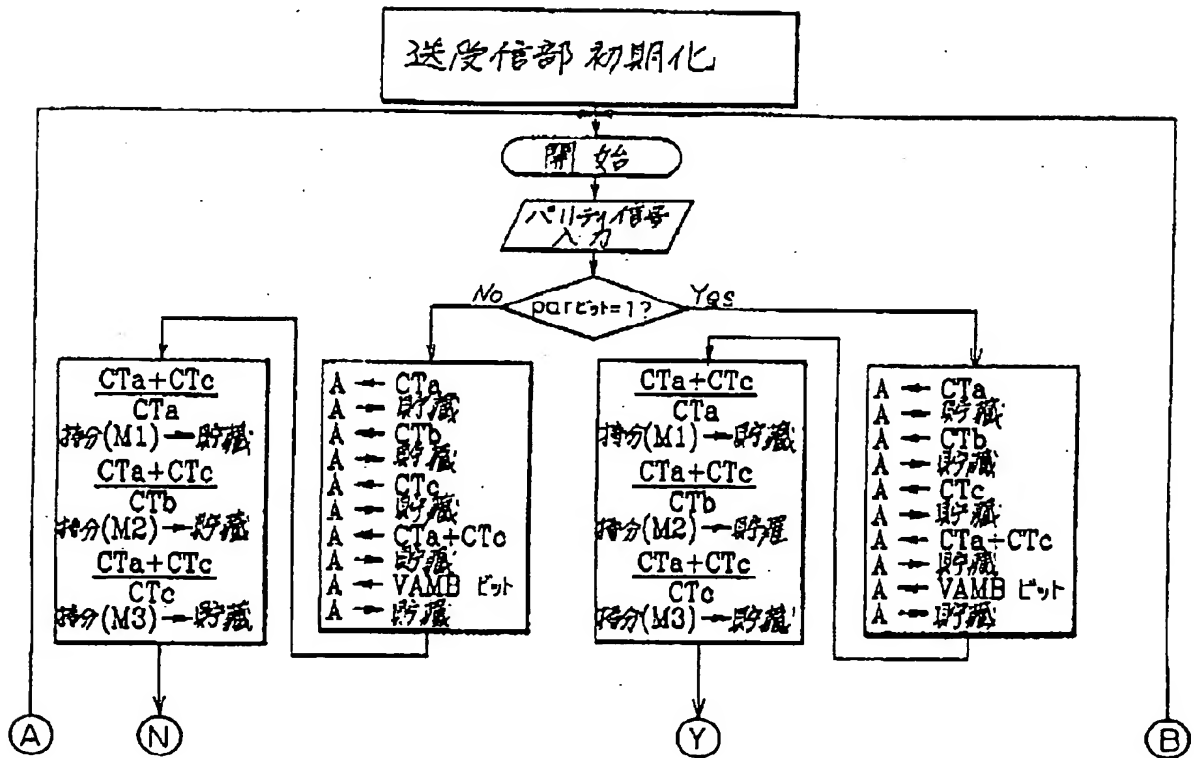 送受信部 初期化
開 始
パリティ信号
入力
No
parビット=1?
Yes
CTa+CTc
CTa
持分(M1)→貯蔵
CTa+CTc
CTb
持分(M2)→貯蔵
CTa+CTc
CTc
持分(M3)→貯蔵
A ← CTa
A → 貯蔵
A ← CTb
A → 貯蔵
A ← CTc
A → 貯蔵
A ← CTa+CTc
A → 貯蔵
A ← VAMB ビット
A → 貯蔵
CTa+CTc
CTa
持分(M1)→貯蔵
CTa+CTc
CTb
持分(M2)→貯蔵
CTa+CTc
CTc
持分(M3)→貯蔵
A ← CTa
A → 貯蔵
A ← CTb
A → 貯蔵
A ← CTc
A → 貯蔵
A ← CTa+CTc
A → 貯蔵
A ← VAMB ビット
A → 貯蔵
A
N
Y
B